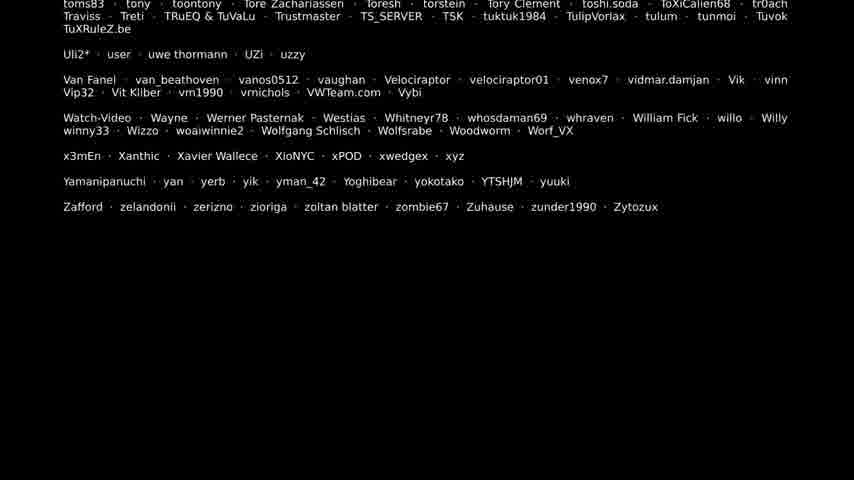 toms83 · tony · toontony · Tore Zachariassen · Toresh · torstein · Tory Clement · toshi.soda · ToXiCalien68 · tr0ach
Traviss · Treti · TRuEQ & TuVaLu · Trustmaster · TS_SERVER · TSK · tuktuk1984 · TulipVorlax · tulum · tunmoi · Tuvok
TuXRuleZ.be
Uli2* · user · uwe thormann · UZi · uzzy
Van Fanel · van_beathoven · vanos0512 · vaughan · Velociraptor · velociraptor01 · venox7 · vidmar.damjan · Vik · vinn
Vip32 · Vit Kliber · vm1990 · vrnichols · VWTeam.com · Vybi
Watch-Video · Wayne · Werner Pasternak · Westias · Whitneyr78 · whosdaman69 · whraven · William Fick · willo · Willy
winny33 · Wizzo · woaiwinnie2 · Wolfgang Schlisch · Wolfsrabe · Woodworm · Worf_VX
x3mEn · Xanthic · Xavier Wallece · XioNYC · xPOD · xwedgex · xyz
Yamanipanuchi · yan · yerb · yik · yman_42 · Yoghibear · yokotako · YTSHJM · yuuki
Zafford · zelandonii · zerizno · zioriga · zoltan blatter · zombie67 · Zuhause · zunder1990 · Zytozux